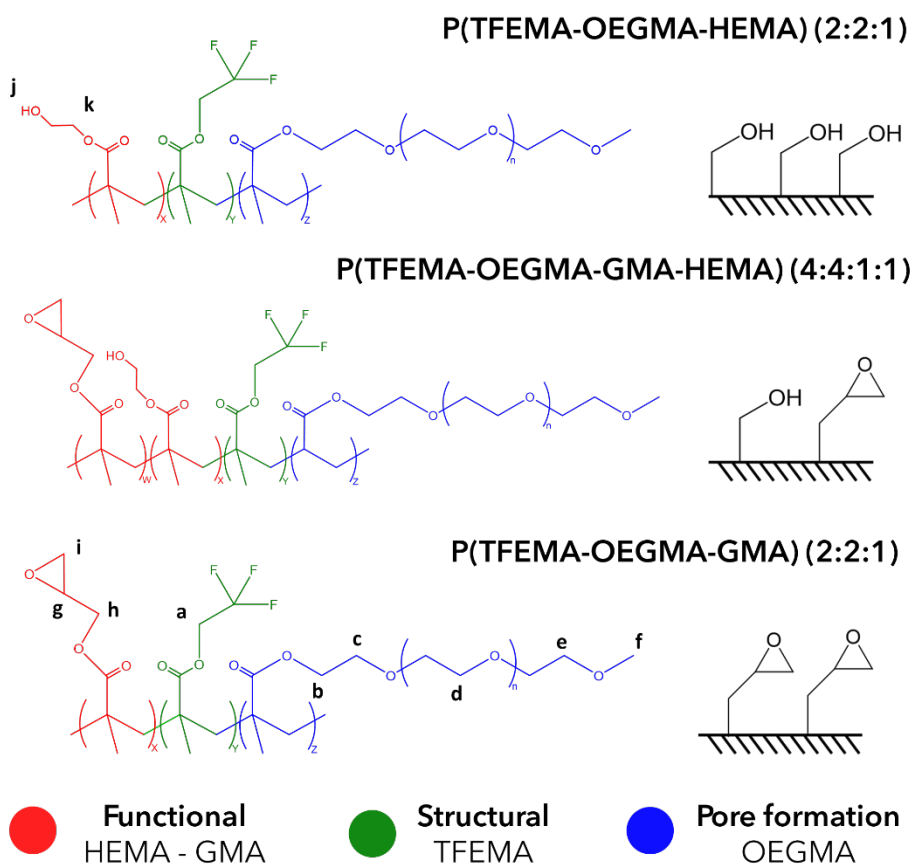 P(TFEMA-OEGMA-HEMA) (2:2:1)
F
F
F
j
k
HO
O
O
O
O
O
O
O
O
O
n
X
Y
Z
OH
OH
OH
P(TFEMA-OEGMA-GMA-HEMA) (4:4:1:1)
O
F
F
F
HO
O
O
O
O
O
O
O
O
O
O
O
n
W
X
Y
Z
OH
O
P(TFEMA-OEGMA-GMA) (2:2:1)
i
O
F
F
F
g
h
a
c
e
f
O
O
O
O
O
O
O
O
O
b
d
n
X
Y
Z
O
O
Functional
HEMA - GMA
Structural
TFEMA
Pore formation
OEGMA